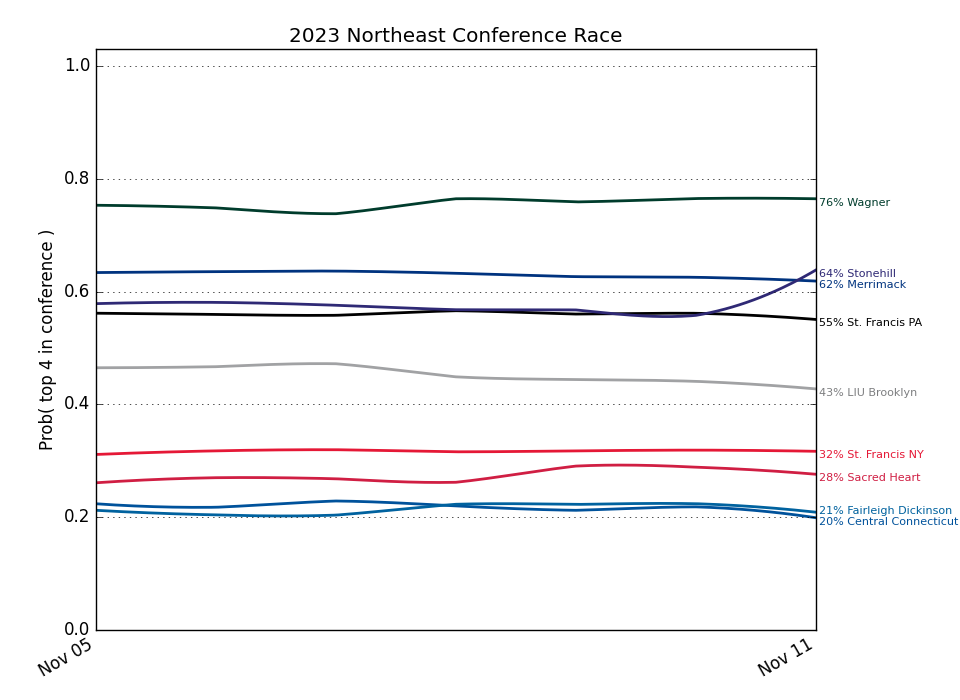 2023 Northeast Conference Race
Prob( top 4 in conference )
1.0
0.8
0.6
0.4
0.2
0.0
Nov 05
Nov 11
76% Wagner
64% Stonehill
62% Merrimack
55% St. Francis PA
43% LIU Brooklyn
32% St. Francis NY
28% Sacred Heart
21% Fairleigh Dickinson
20% Central Connecticut